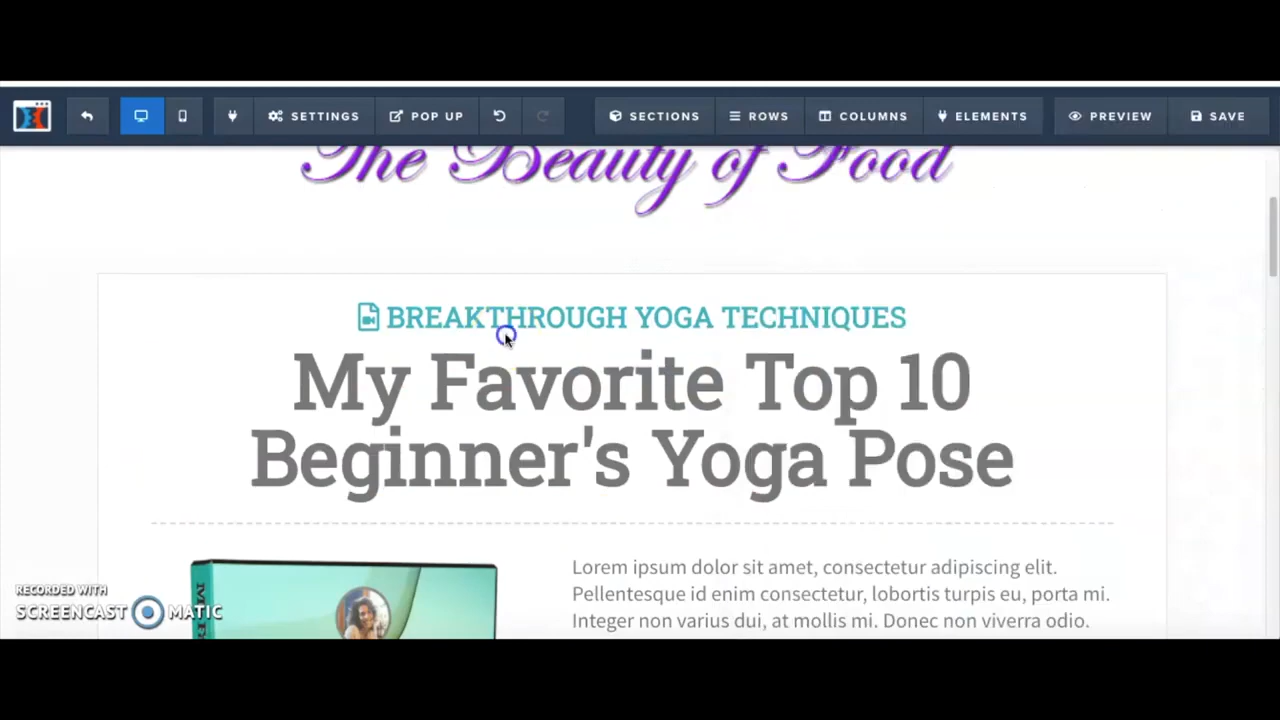 SETTINGS POP UP SECTIONS ROWS COLUMNS ELEMENTS PREVIEW SAVE
The Beauty of Food
BREAKTHROUGH YOGA TECHNIQUES
My Favorite Top 10
Beginner's Yoga Pose
Lorem ipsum dolor sit amet, consectetur adipiscing elit.
Pellentesque id enim consectetur, lobortis turpis eu, porta mi.
Integer non varius dui, at mollis mi. Donec non viverra odio.
RECORDED WITH
SCREENCAST MATIC